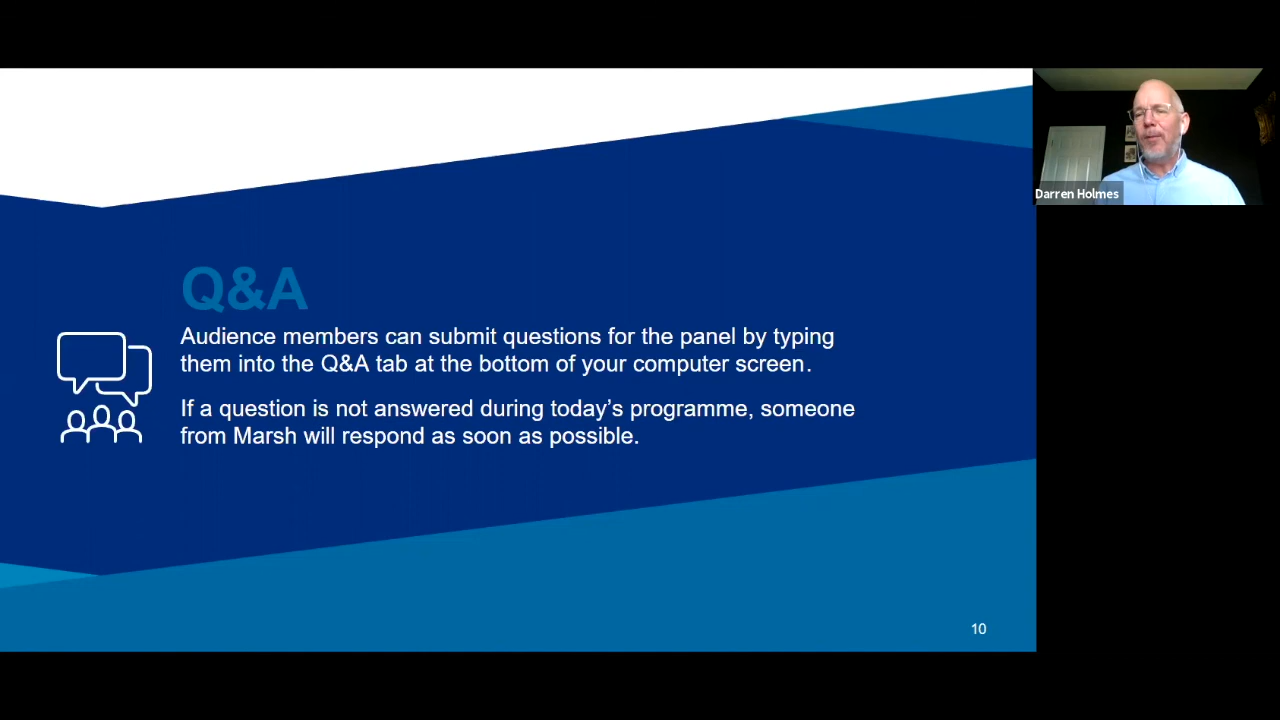 Darren Holmes
Q&A
Audience members can submit questions for the panel by typing
them into the Q&A tab at the bottom of your computer screen.
If a question is not answered during today's programme, someone
from Marsh will respond as soon as possible.
10